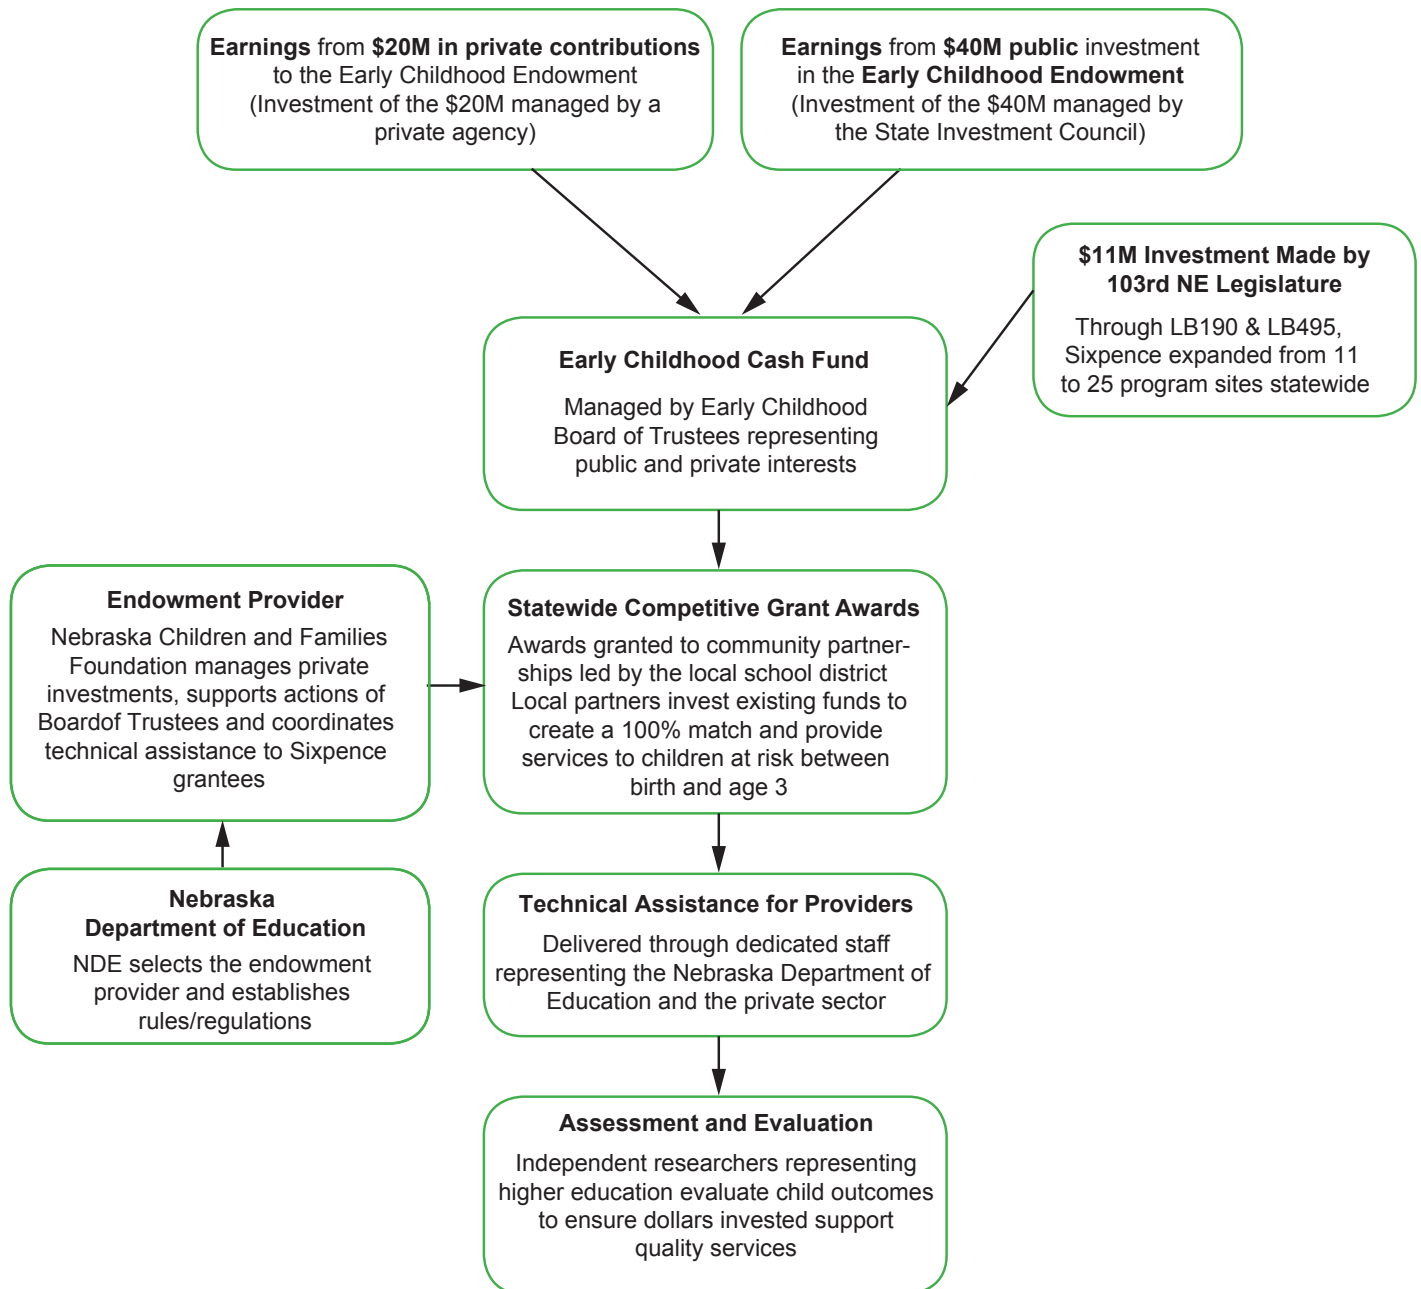 Earnings from $20M in private contributions
to the Early Childhood Endowment
(Investment of the $20M managed by a
private agency)
Earnings from $40M public investment
in the Early Childhood Endowment
(Investment of the $40M managed by
the State Investment Council)
$11M Investment Made by
103rd NE Legislature
Through LB190 & LB495,
Sixpence expanded from 11
to 25 program sites statewide
Early Childhood Cash Fund
Managed by Early Childhood
Board of Trustees representing
public and private interests
Endowment Provider
Nebraska Children and Families
Foundation manages private
investments, supports actions of
Boardof Trustees and coordinates
technical assistance to Sixpence
grantees
Statewide Competitive Grant Awards
Awards granted to community partner-
ships led by the local school district
Local partners invest existing funds to
create a 100% match and provide
services to children at risk between
birth and age 3
Nebraska
Department of Education
NDE selects the endowment
provider and establishes
rules/regulations
Technical Assistance for Providers
Delivered through dedicated staff
representing the Nebraska Department of
Education and the private sector
Assessment and Evaluation
Independent researchers representing
higher education evaluate child outcomes
to ensure dollars invested support
quality services